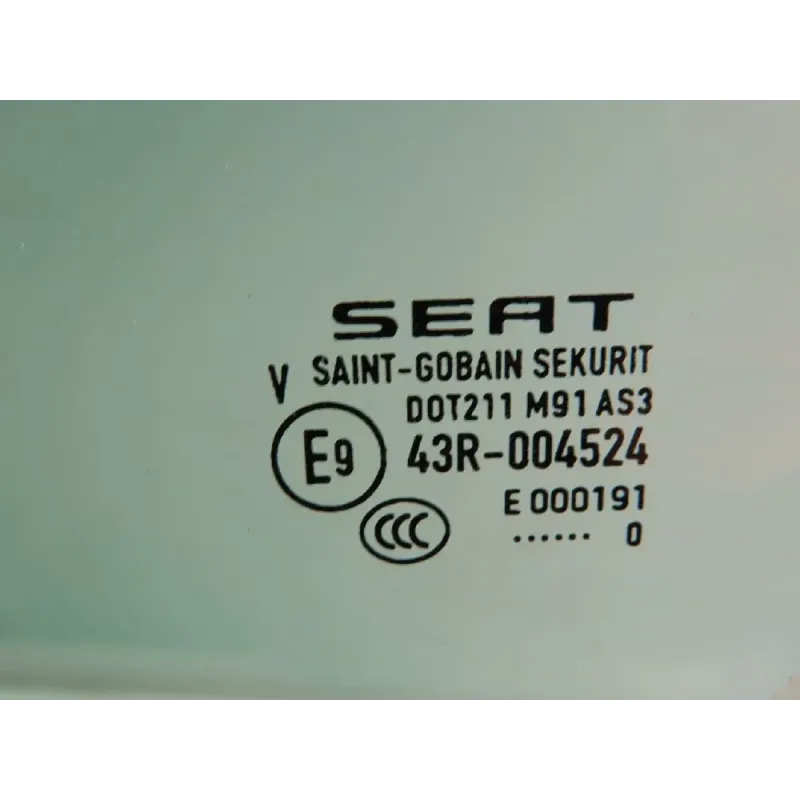 SEAT
V SAINT-GOBAIN SEKURIT
DOT211 M91 AS3
E9 43R-004524
E 000191
CCC ...... 0